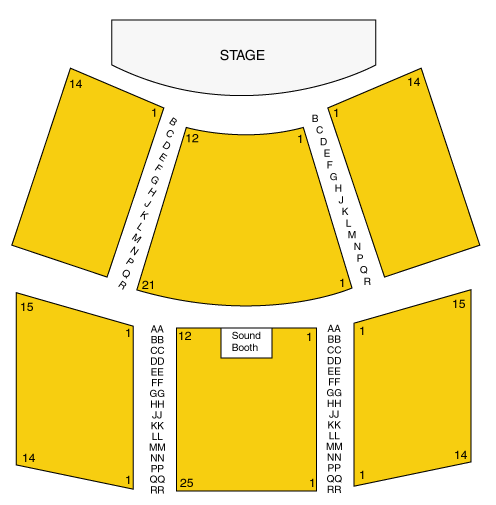 STAGE
14
1
12
1
1
14
B
C
D
E
F
G
H
J
K
L
M
N
P
Q
R
B
C
D
E
F
G
H
J
K
L
M
N
P
Q
R
21
1
15
1
14
1
AA
BB
CC
DD
EE
FF
GG
HH
JJ
KK
LL
MM
NN
PP
QQ
RR
12
Sound
Booth
1
25
1
AA
BB
CC
DD
EE
FF
GG
HH
JJ
KK
LL
MM
NN
PP
QQ
RR
1
15
1
14